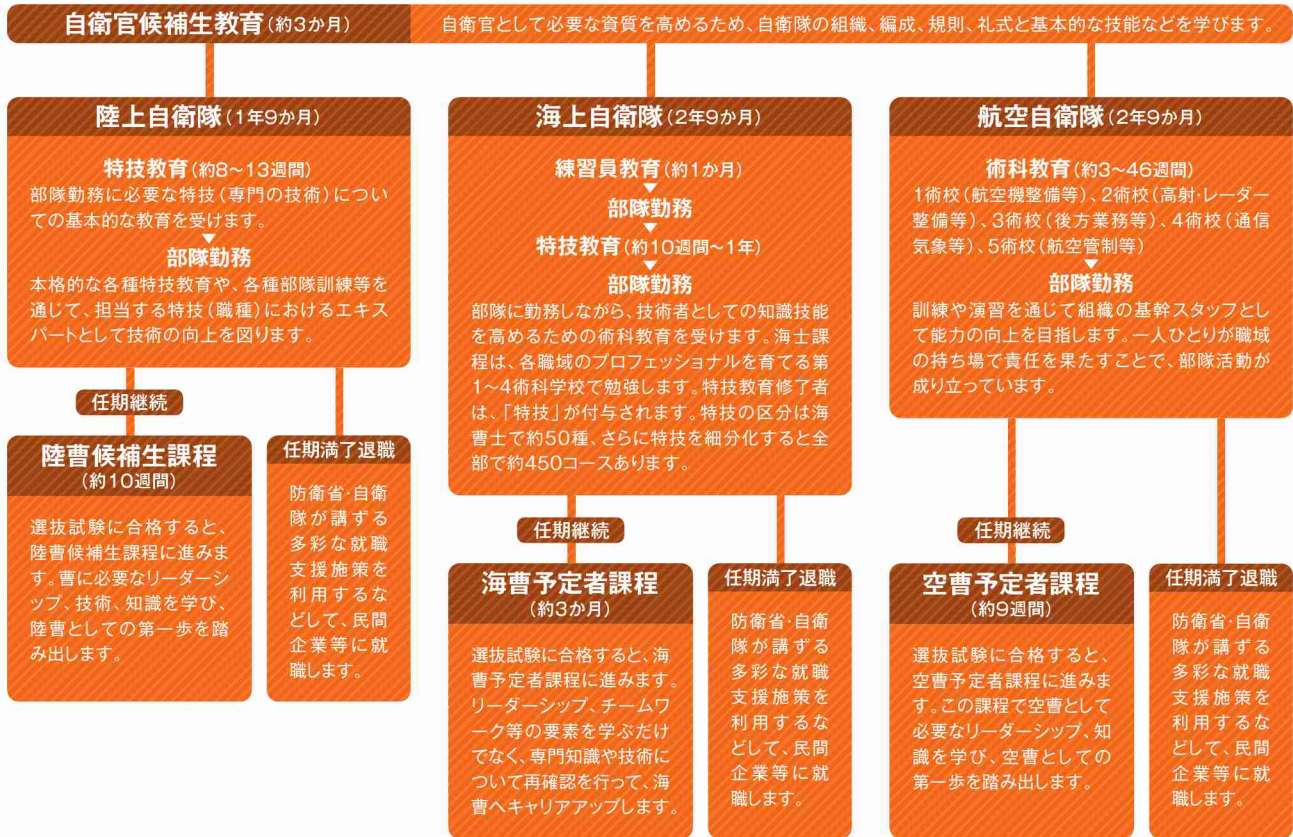 自衛官候補生教育(約3か月)
自衛官として必要な資質を高めるため、自衛隊の組織、編成、規則、礼式と基本的な技能などを学びます。
陸上自衛隊(1年9か月)
特技教育(約8〜13週間)
部隊勤務に必要な特技(専門の技術)につい
ての基本的な教育を受けます。
部隊勤務
本格的な各種特技教育や、各種部隊訓練等を
通じて、担当する特技(職種)におけるエキス
パートとして技術の向上を図ります。
任期継続
陸曹候補生課程
(約10週間)
選抜試験に合格すると、
陸曹候補生課程に進みま
す。曹に必要なリーダーシ
ップ、技術、知識を学び、
陸曹としての第一歩を踏
み出します。
任期満了退職
防衛省・自衛
隊が講ずる
多彩な就職
支援施策を
利用するな
どして、民間
企業等に就
職します。
海上自衛隊(2年9か月)
練習員教育(約1か月)
部隊勤務
特技教育(約10週間〜1年)
部隊勤務
部隊に勤務しながら、技術者としての知識技能
を高めるための術科教育を受けます。海士課
程は、各職域のプロフェッショナルを育てる第
1〜4術科学校で勉強します。特技教育修了者
は、「特技」が付与されます。特技の区分は海
曹士で約50種、さらに特技を細分化すると全
部で約450コースあります。
任期継続
海曹予定者課程
(約3か月)
選抜試験に合格すると、海
曹予定者課程に進みます。
リーダーシップ、チームワ
ーク等の要素を学ぶだけ
でなく、専門知識や技術に
ついて再確認を行って、海
曹へキャリアアップします。
任期満了退職
防衛省・自衛
隊が講ずる
多彩な就職
支援施策を
利用するな
どして、民間
企業等に就
職します。
航空自衛隊(2年9か月)
術科教育(約3〜46週間)
1術校(航空機整備等)、2術校(高射・レーダー
整備等)、3術校(後方業務等)、4術校(通信
気象等)、5術校(航空管制等)
部隊勤務
訓練や演習を通じて組織の基幹スタッフとし
て能力の向上を目指します。一人ひとりが職域
の持ち場で責任を果たすことで、部隊活動が
成り立っています。
任期継続
空曹予定者課程
(約9週間)
選抜試験に合格すると、
空曹予定者課程に進みま
す。この課程で空曹として
必要なリーダーシップ、知
識を学び、空曹としての
第一歩を踏み出します。
任期満了退職
防衛省・自衛
隊が講ずる
多彩な就職
支援施策を
利用するな
どして、民間
企業等に就
職します。